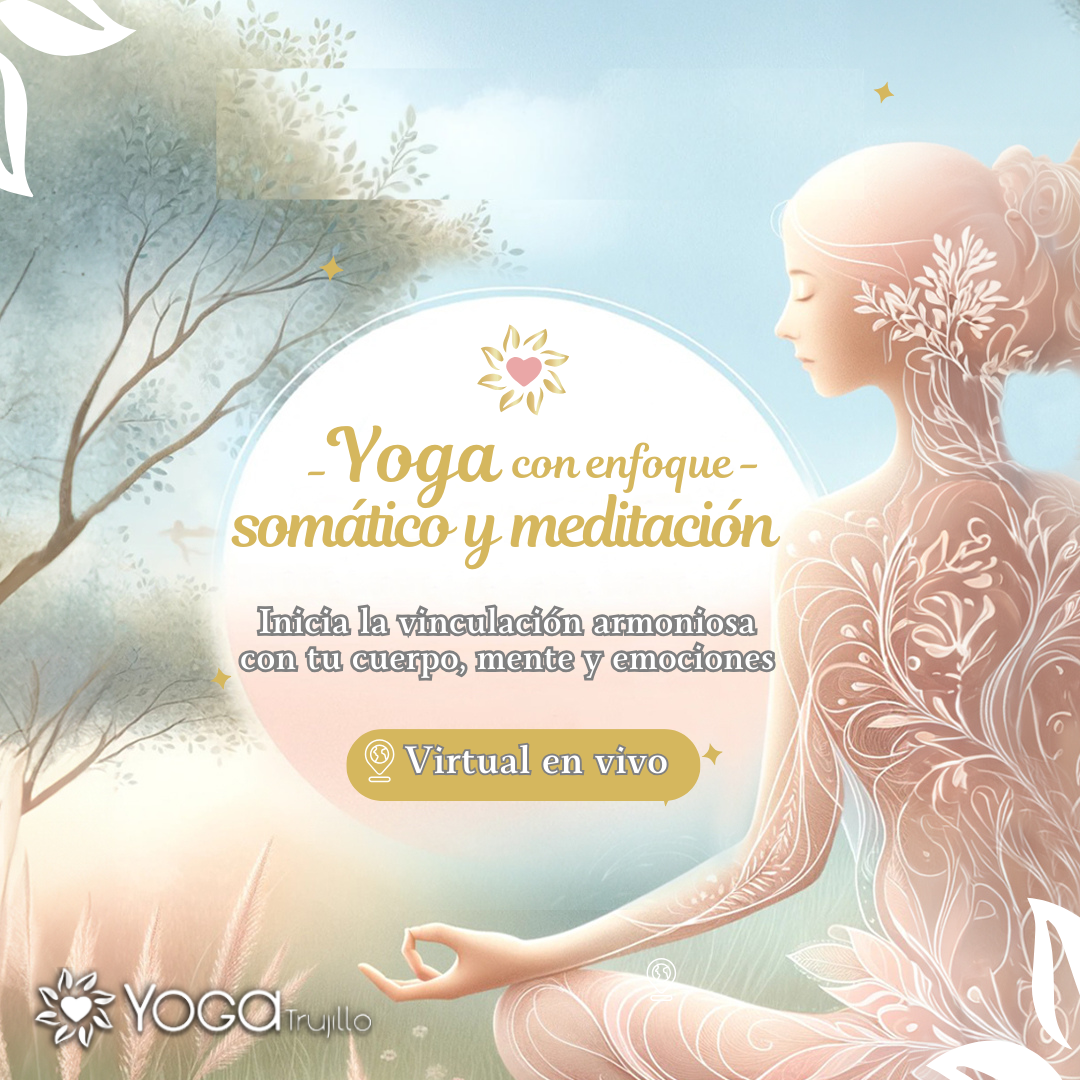 - Yoga con enfoque -
somático y meditación
Inicia la vinculación armoniosa
con tu cuerpo, mente y emociones
Virtual en vivo
YOGA Trujillo